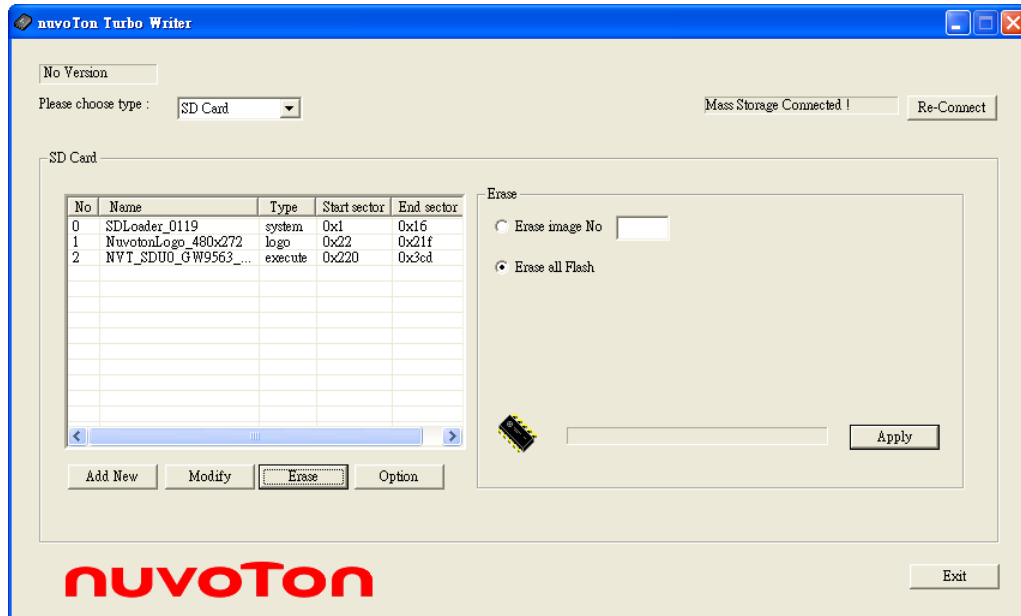 nuvoTon Turbo Writer
No Version
Please choose type : SD Card
Mass Storage Connected ! Re-Connect
SD Card
No Name Type Start sector End sector
0 SDLoader_0119 system 0x1 0x16
1 NuvotonLogo_480x272 logo 0x22 0x21f
2 NVT_SDU0_GW9563_... execute 0x220 0x3cd
Add New Modify Erase Option
Erase
Erase image No
Erase all Flash
Apply
nuvoTon
Exit